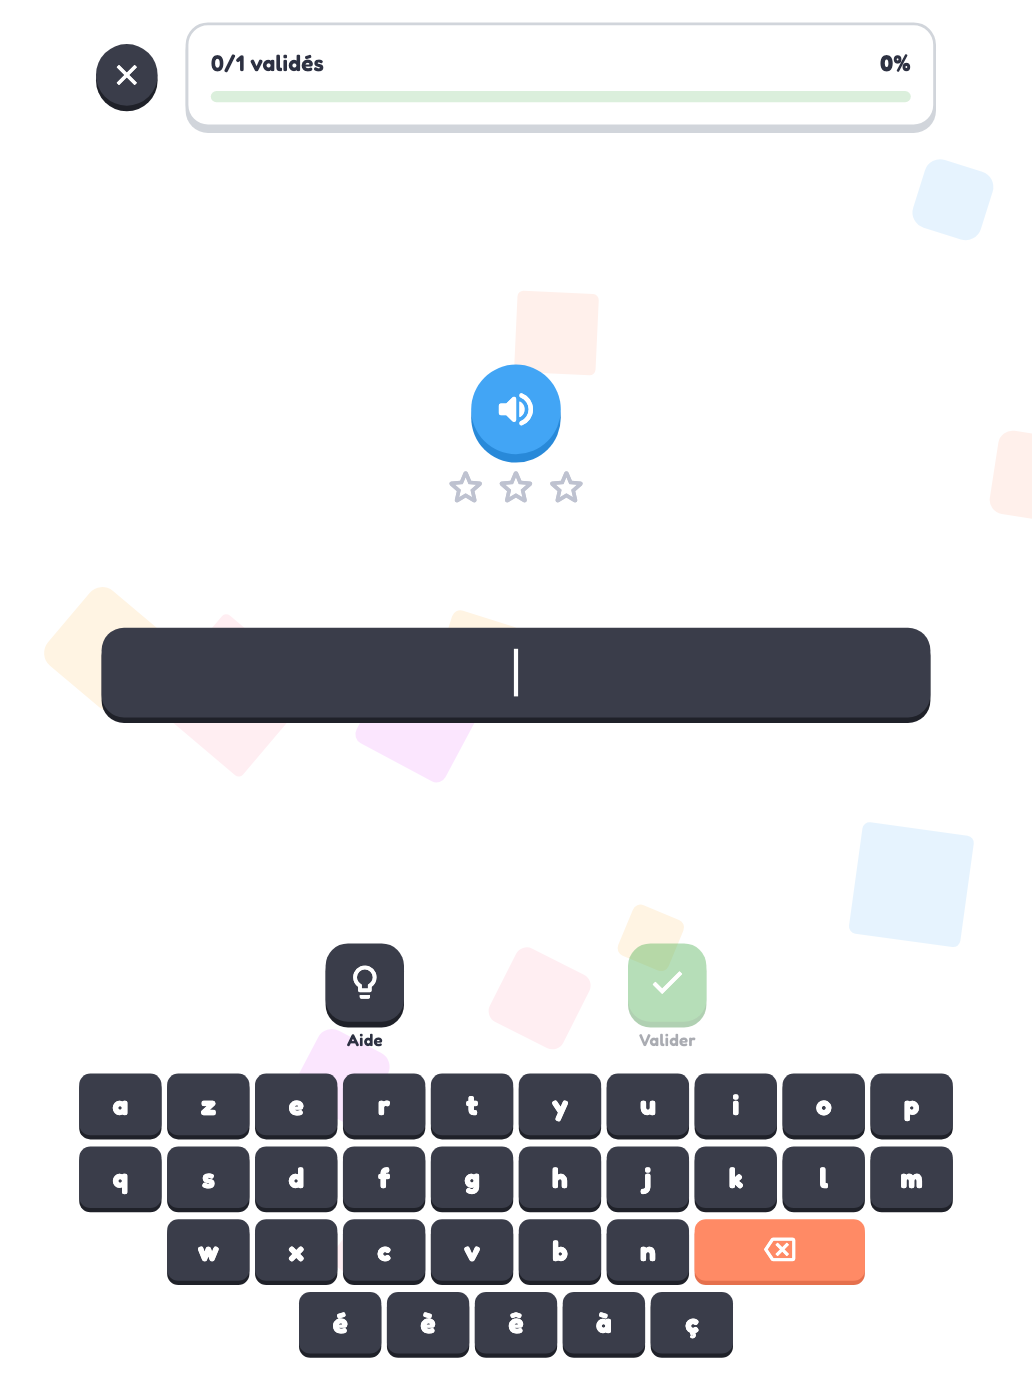 0/1 validés 0%
Aide Valider
a z e r t y u i o p
q s d f g h j k l m
w x c v b n
é è ê à ç